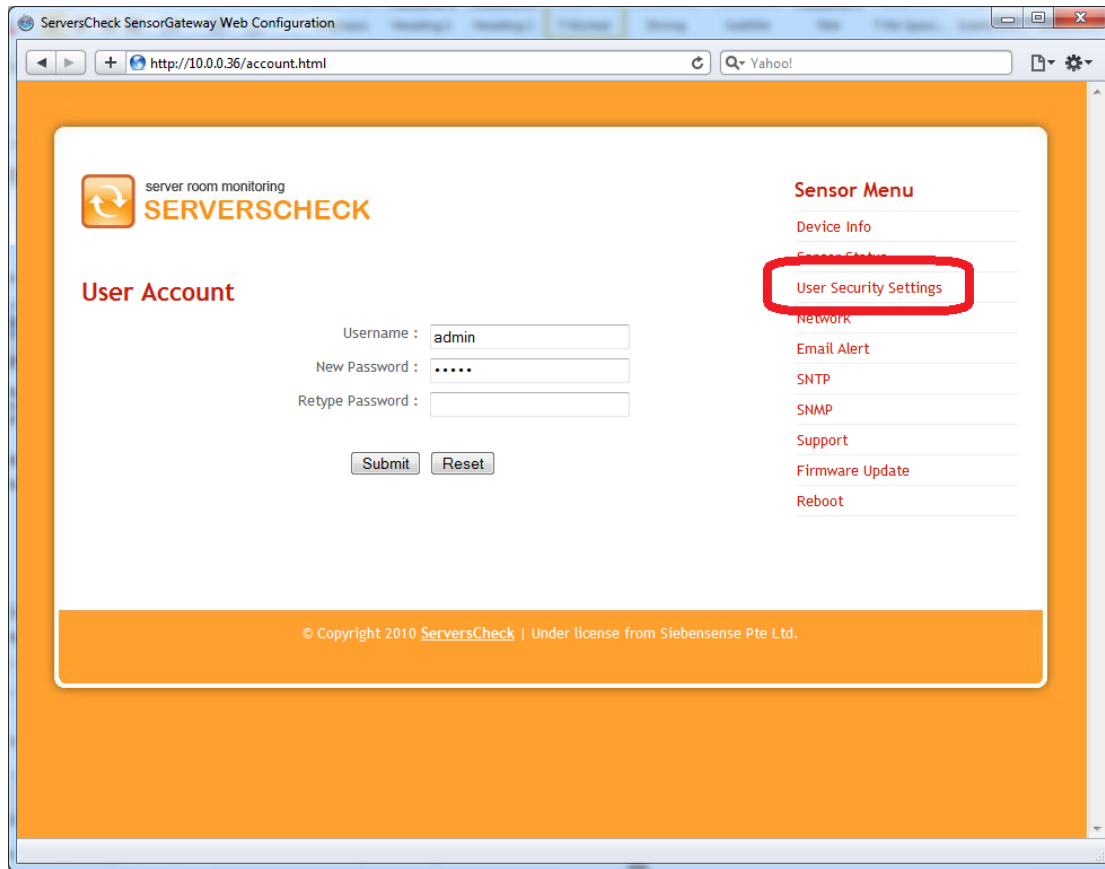 ServersCheck SensorGateway Web Configuration
http://10.0.0.36/account.html
Yahoo!
server room monitoring
SERVERSCHECK
User Account
Username :
admin
New Password :
•••••
Retype Password :
Submit Reset
Sensor Menu
Device Info
Sensor Status
User Security Settings
Network
Email Alert
SNTP
SNMP
Support
Firmware Update
Reboot
© Copyright 2010 ServersCheck | Under license from Siebensense Pte Ltd.